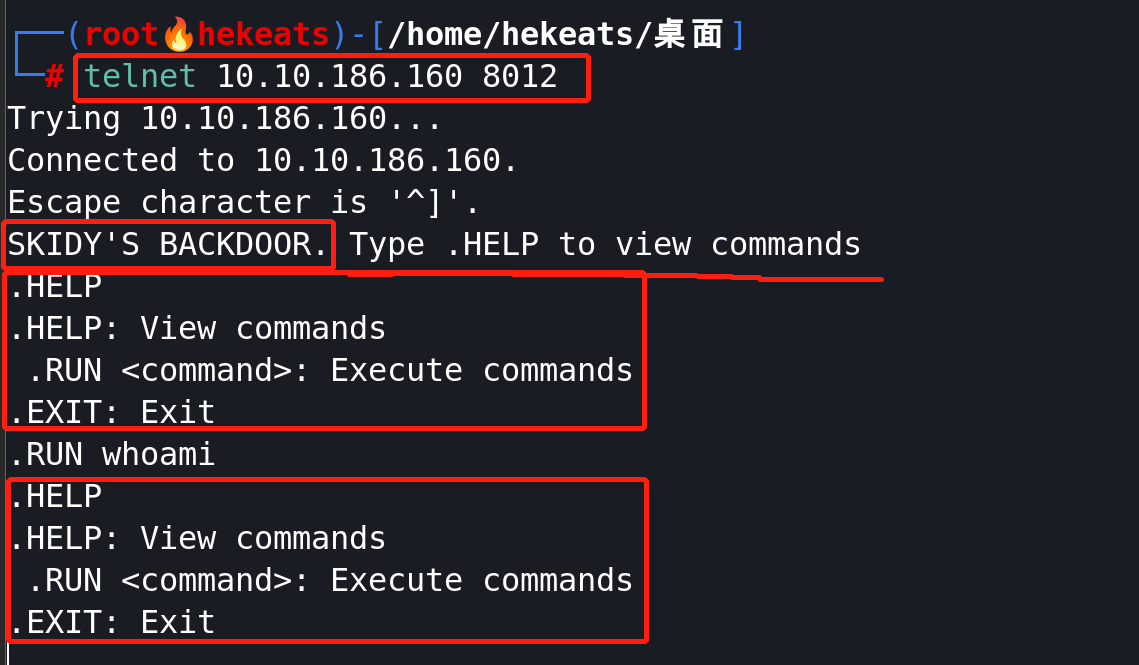 ┌──(root🔥hekeats)-[/home/hekeats/桌面]
└─# telnet 10.10.186.160 8012
Trying 10.10.186.160...
Connected to 10.10.186.160.
Escape character is '^]'.
SKIDY'S BACKDOOR. Type .HELP to view commands
.HELP
.HELP: View commands
 .RUN <command>: Execute commands
.EXIT: Exit
.RUN whoami
.HELP
.HELP: View commands
 .RUN <command>: Execute commands
.EXIT: Exit